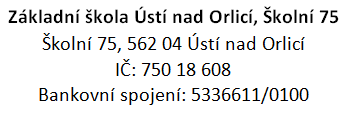 Základní škola Ústí nad Orlicí, Školní 75
Školní 75, 562 04 Ústí nad Orlicí
IČ: 750 18 608
Bankovní spojení: 5336611/0100